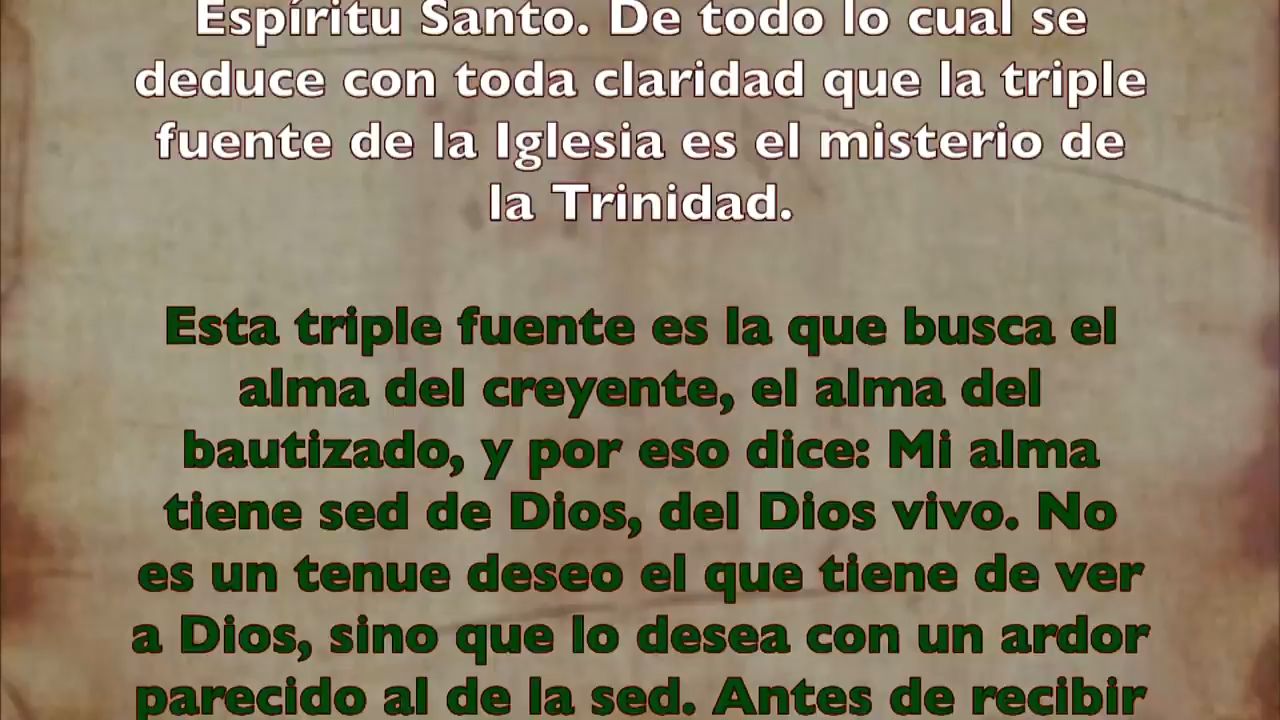 Espíritu Santo. De todo lo cual se
deduce con toda claridad que la triple
fuente de la Iglesia es el misterio de
la Trinidad.
Esta triple fuente es la que busca el
alma del creyente, el alma del
bautizado, y por eso dice: Mi alma
tiene sed de Dios, del Dios vivo. No
es un tenue deseo el que tiene de ver
a Dios, sino que lo desea con un ardor
parecido al de la sed. Antes de recibir